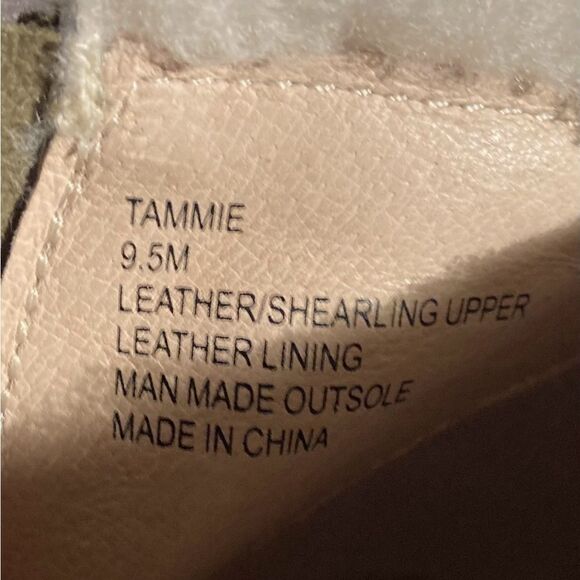 TAMMIE
9.5M
LEATHER/SHEARLING UPPER
LEATHER LINING
MAN MADE OUTSOLE
MADE IN CHINA